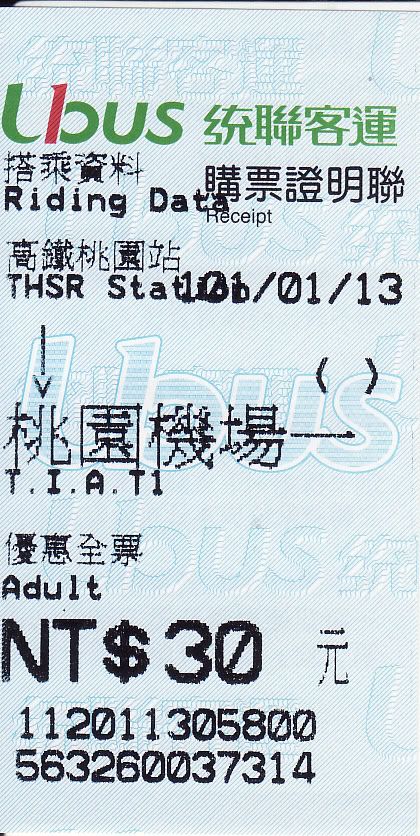 Ubus 統聯客運
搭乘資料 購票證明聯
Riding Data Receipt
高鐵桃園站
THSR Station 101/01/13
( )
桃園機場一
T.I.A.T1
優惠全票
Adult
NT$30 元
112011305800
563260037314